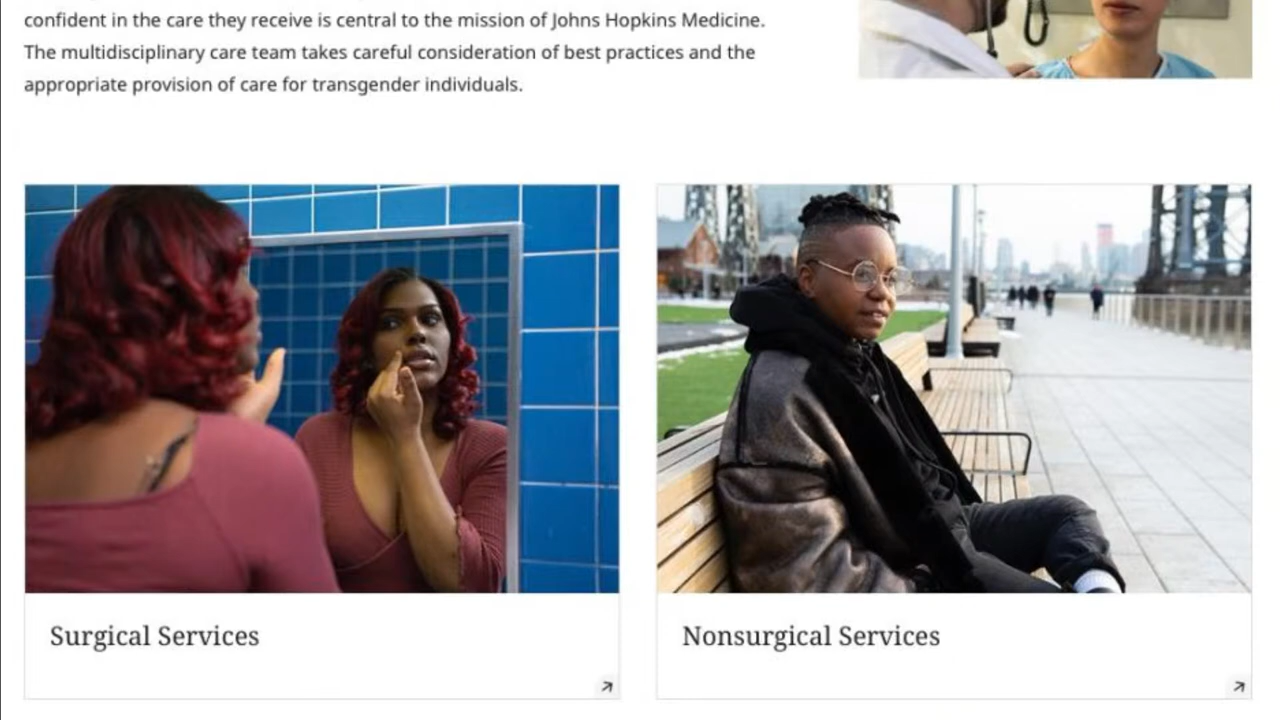 confident in the care they receive is central to the mission of Johns Hopkins Medicine.
The multidisciplinary care team takes careful consideration of best practices and the
appropriate provision of care for transgender individuals.
Surgical Services
Nonsurgical Services